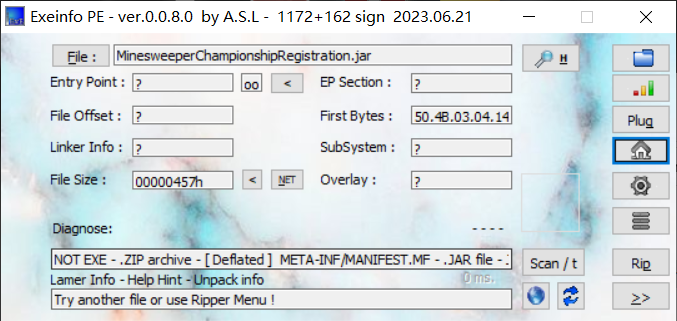 Exeinfo PE - ver.0.0.8.0 by A.S.L - 1172+162 sign 2023.06.21
File : MinesweeperChampionshipRegistration.jar H
Entry Point : ? oo < EP Section : ?
File Offset : ? First Bytes : 50.4B.03.04.14 Plug
Linker Info : ? SubSystem : ?
File Size : 00000457h < NET Overlay : ?
Diagnose: ----
NOT EXE - .ZIP archive - [ Deflated ] META-INF/MANIFEST.MF - .JAR file - Scan / t Rip
Lamer Info - Help Hint - Unpack info 0 ms.
Try another file or use Ripper Menu ! >>